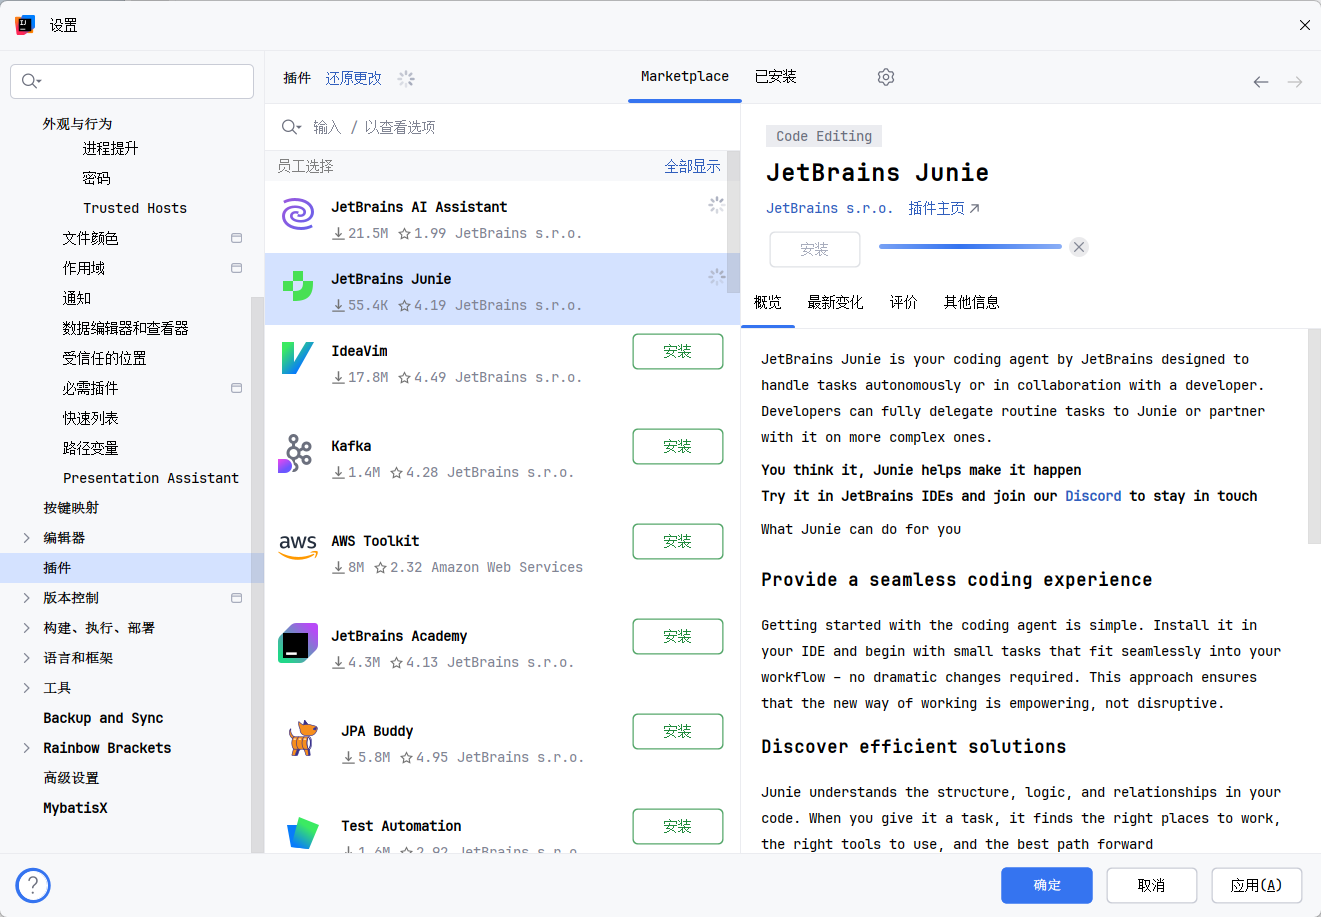 设置
外观与行为
进程提升
密码
Trusted Hosts
文件颜色
作用域
通知
数据编辑器和查看器
受信任的位置
必需插件
快速列表
路径变量
Presentation Assistant
按键映射
编辑器
插件
版本控制
构建、执行、部署
语言和框架
工具
Backup and Sync
Rainbow Brackets
高级设置
MybatisX
插件 还原更改 Marketplace 已安装
输入 / 以查看选项
员工选择 全部显示
JetBrains AI Assistant
21.5M 1.99 JetBrains s.r.o.
JetBrains Junie
55.4K 4.19 JetBrains s.r.o.
IdeaVim 安装
17.8M 4.49 JetBrains s.r.o.
Kafka 安装
1.4M 4.28 JetBrains s.r.o.
aws
AWS Toolkit 安装
8M 2.32 Amazon Web Services
JetBrains Academy 安装
4.3M 4.13 JetBrains s.r.o.
JPA Buddy 安装
5.8M 4.95 JetBrains s.r.o.
Test Automation 安装
1.6M 2.92 JetBrains s.r.o.
Code Editing
JetBrains Junie
JetBrains s.r.o. 插件主页
安装
概览 最新变化 评价 其他信息
JetBrains Junie is your coding agent by JetBrains designed to
handle tasks autonomously or in collaboration with a developer.
Developers can fully delegate routine tasks to Junie or partner
with it on more complex ones.
You think it, Junie helps make it happen
Try it in JetBrains IDEs and join our Discord to stay in touch
What Junie can do for you
Provide a seamless coding experience
Getting started with the coding agent is simple. Install it in
your IDE and begin with small tasks that fit seamlessly into your
workflow – no dramatic changes required. This approach ensures
that the new way of working is empowering, not disruptive.
Discover efficient solutions
Junie understands the structure, logic, and relationships in your
code. When you give it a task, it finds the right places to work,
the right tools to use, and the best path forward
?
确定 取消 应用(A)